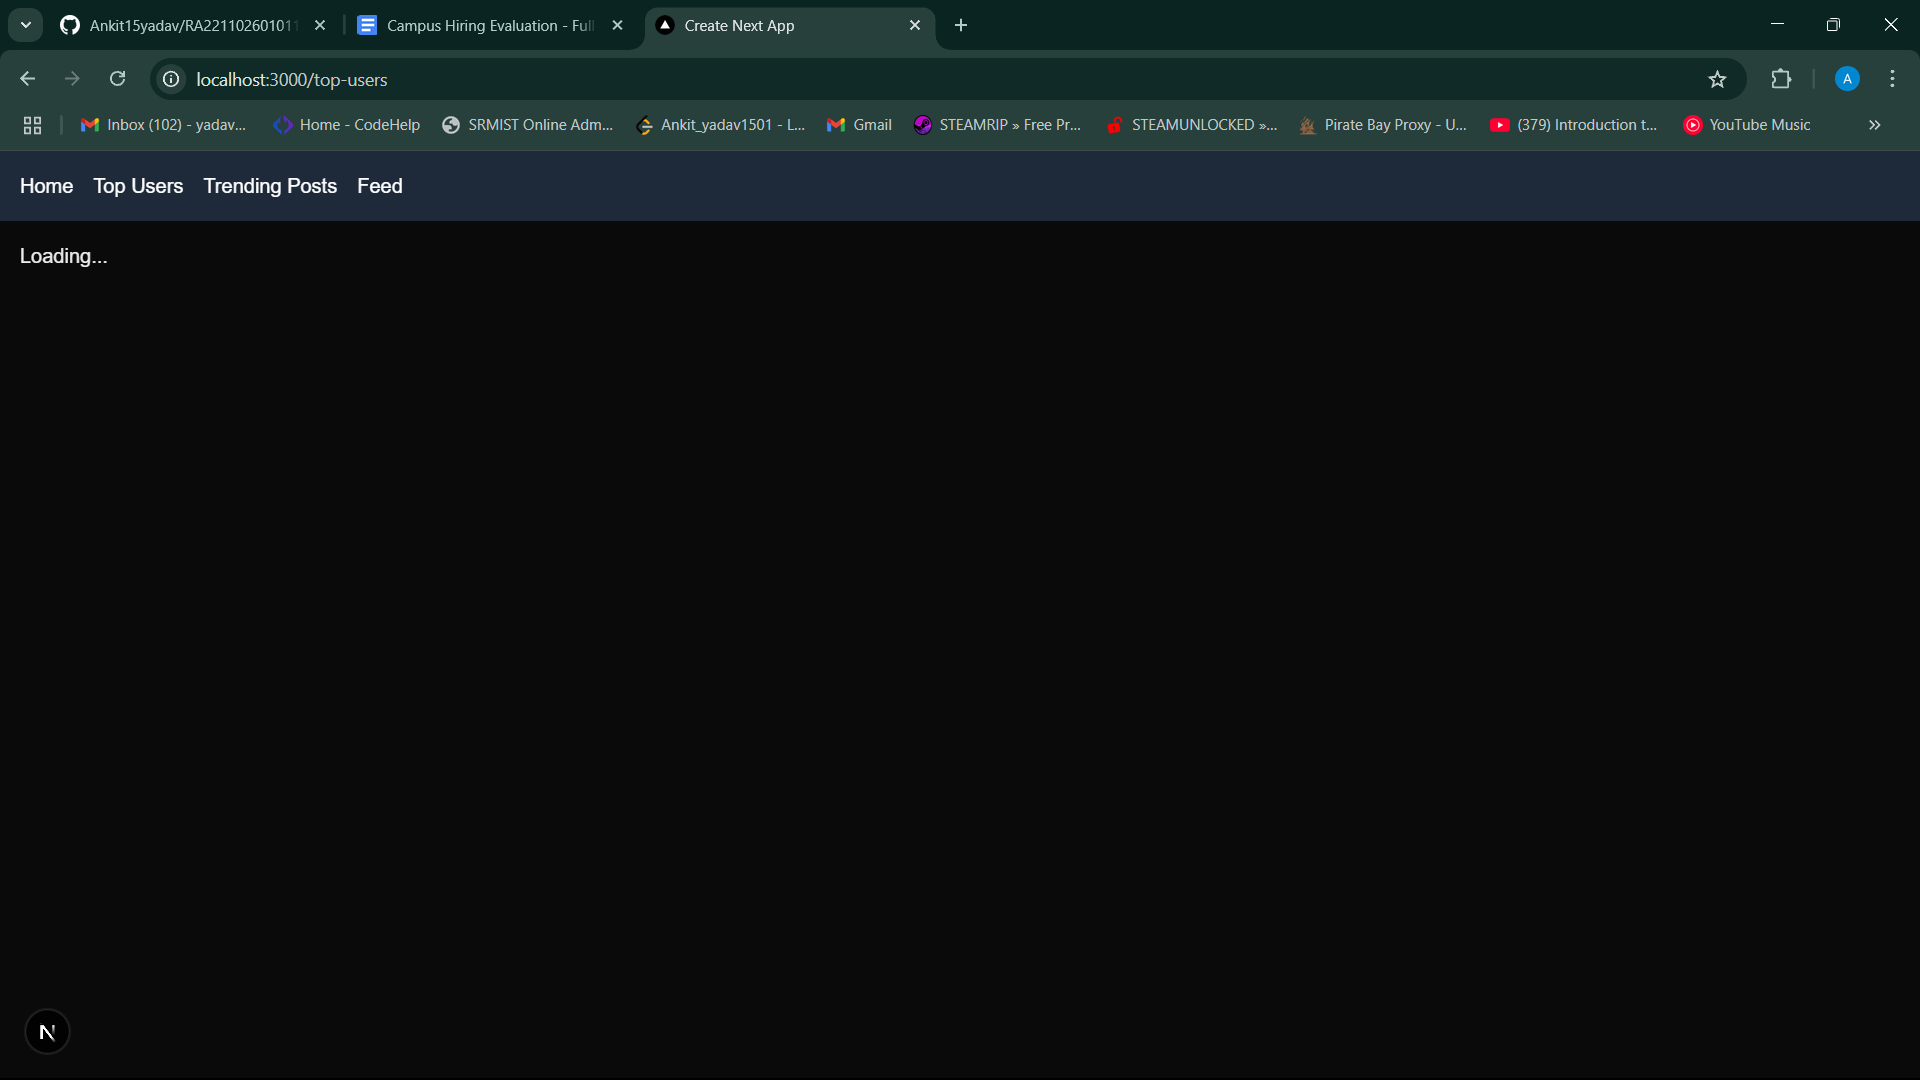 Ankit15yadav/RA221102601011
Campus Hiring Evaluation - Full
Create Next App
localhost:3000/top-users
A
Inbox (102) - yadav...
Home - CodeHelp
SRMIST Online Adm...
Ankit_yadav1501 - L...
Gmail
STEAMRIP » Free Pr...
STEAMUNLOCKED »...
Pirate Bay Proxy - U...
(379) Introduction t...
YouTube Music
Home Top Users Trending Posts Feed
Loading...
N